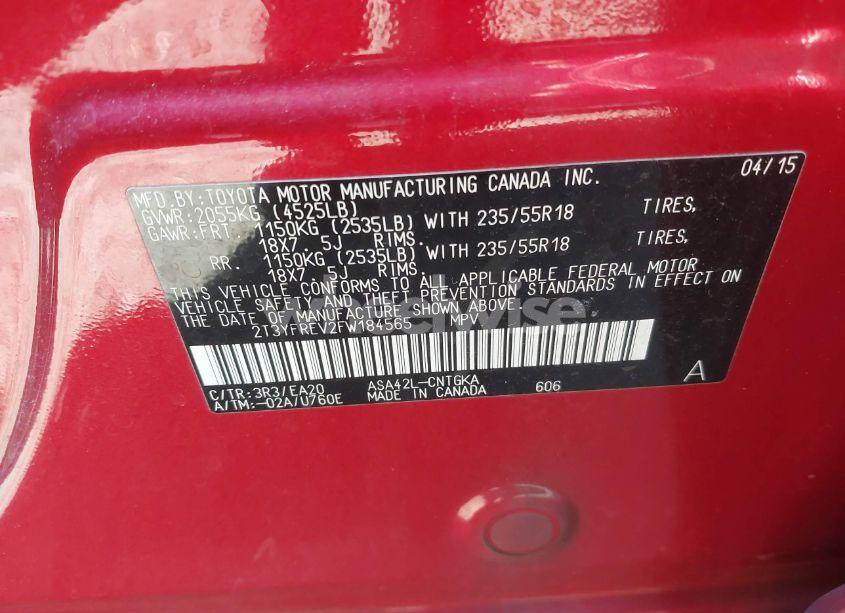 MFD.BY:TOYOTA MOTOR MANUFACTURING CANADA INC. 04/15
GVWR:2055KG (4525LB)
GAWR:FRT. 1150KG (2535LB) WITH 235/55R18 TIRES,
18X7.5J RIMS.
RR. 1150KG (2535LB) WITH 235/55R18 TIRES,
18X7.5J RIMS.
THIS VEHICLE CONFORMS TO ALL APPLICABLE FEDERAL MOTOR
VEHICLE SAFETY AND THEFT PREVENTION STANDARDS IN EFFECT ON
THE DATE OF MANUFACTURE SHOWN ABOVE.
2T3YFREV2FW184565 MPV
C/TR:3R3/EA20 ASA42L-CNTGKA 606 A
A/TM:-02A/U760E MADE IN CANADA